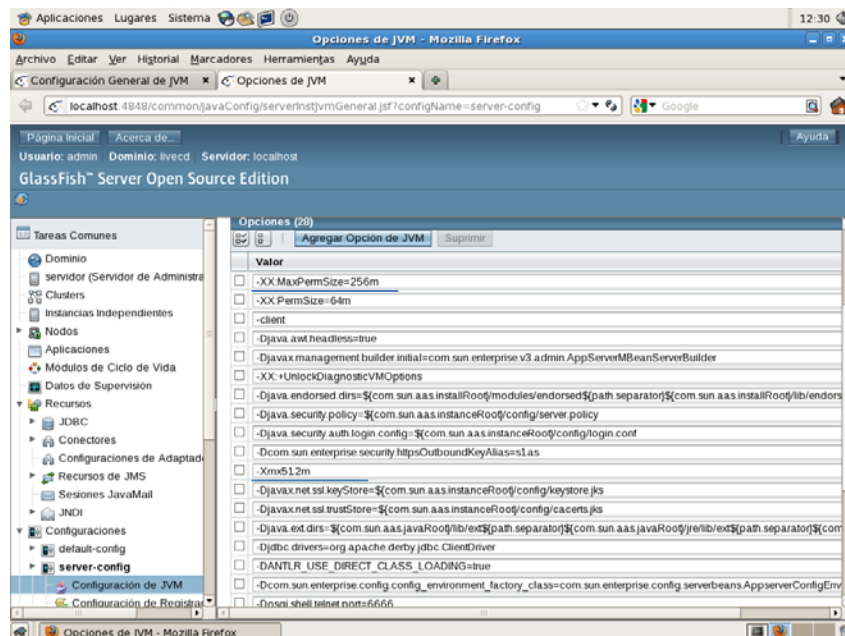 Aplicaciones Lugares Sistema 12:30
Opciones de JVM - Mozilla Firefox
Archivo Editar Ver Historial Marcadores Herramientas Ayuda
Configuración General de JVM Opciones de JVM
localhost:4848/common/javaConfig/serverInstJvmGeneral.jsf?configName=server-config Google
Página Inicial Acerca de... Ayuda
Usuario: admin Dominio: livecd Servidor: localhost
GlassFish™ Server Open Source Edition
Tareas Comunes
Dominio
servidor (Servidor de Administra
Clusters
Instancias Independientes
Nodos
Aplicaciones
Módulos de Ciclo de Vida
Datos de Supervisión
Recursos
JDBC
Conectores
Configuraciones de Adaptad
Recursos de JMS
Sesiones JavaMail
JNDI
Configuraciones
default-config
server-config
Configuración de JVM
Configuración de Registrac
Opciones (28)
Agregar Opción de JVM Suprimir
Valor
-XX:MaxPermSize=256m
-XX:PermSize=64m
-client
-Djava.awt.headless=true
-Djavax.management.builder.initial=com.sun.enterprise.v3.admin.AppServerMBeanServerBuilder
-XX:+UnlockDiagnosticVMOptions
-Djava.endorsed.dirs=${com.sun.aas.installRoot}/modules/endorsed${path.separator}${com.sun.aas.installRoot}/lib/endors
-Djava.security.policy=${com.sun.aas.instanceRoot}/config/server.policy
-Djava.security.auth.login.config=${com.sun.aas.instanceRoot}/config/login.conf
-Dcom.sun.enterprise.security.httpsOutboundKeyAlias=s1as
-Xmx512m
-Djavax.net.ssl.keyStore=${com.sun.aas.instanceRoot}/config/keystore.jks
-Djavax.net.ssl.trustStore=${com.sun.aas.instanceRoot}/config/cacerts.jks
-Djava.ext.dirs=${com.sun.aas.javaRoot}/lib/ext${path.separator}${com.sun.aas.javaRoot}/jre/lib/ext${path.separator}${com
-Djdbc.drivers=org.apache.derby.jdbc.ClientDriver
-DANTLR_USE_DIRECT_CLASS_LOADING=true
-Dcom.sun.enterprise.config.config_environment_factory_class=com.sun.enterprise.config.serverbeans.AppserverConfigEnv
-Dosgi.shell.telnet.port=6666
Opciones de JVM - Mozilla Firefox